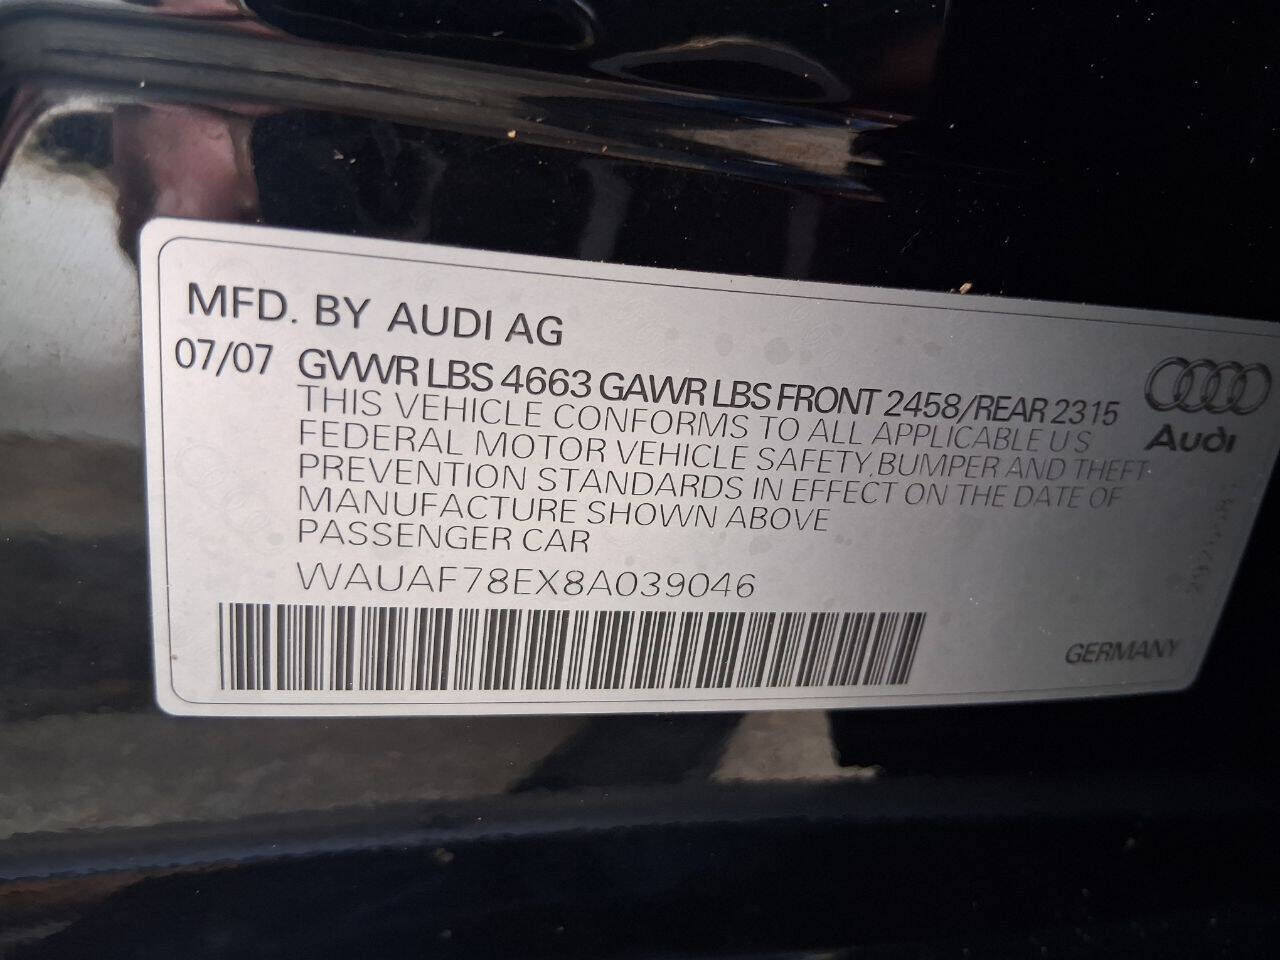 MFD. BY AUDI AG
07/07 GVWR LBS 4663 GAWR LBS FRONT 2458/REAR 2315
THIS VEHICLE CONFORMS TO ALL APPLICABLE US
FEDERAL MOTOR VEHICLE SAFETY, BUMPER AND THEFT
PREVENTION STANDARDS IN EFFECT ON THE DATE OF
MANUFACTURE SHOWN ABOVE
PASSENGER CAR
WAUAF78EX8A039046
Audi
GERMANY